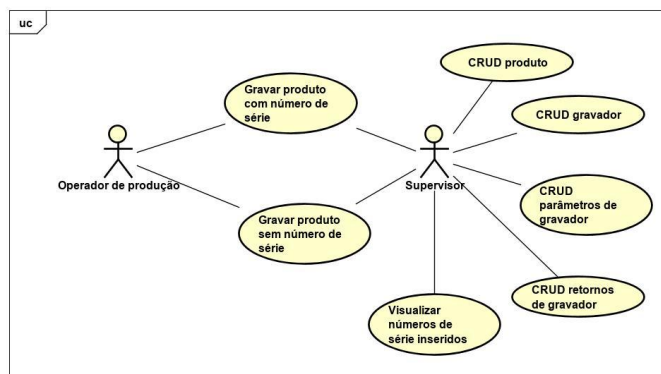 uc
CRUD produto
Gravar produto
com número de
série
CRUD gravador
Operador de produção
Supervisor
CRUD
parâmetros de
gravador
Gravar produto
sem número de
série
CRUD retornos
de gravador
Visualizar
números de
série inseridos